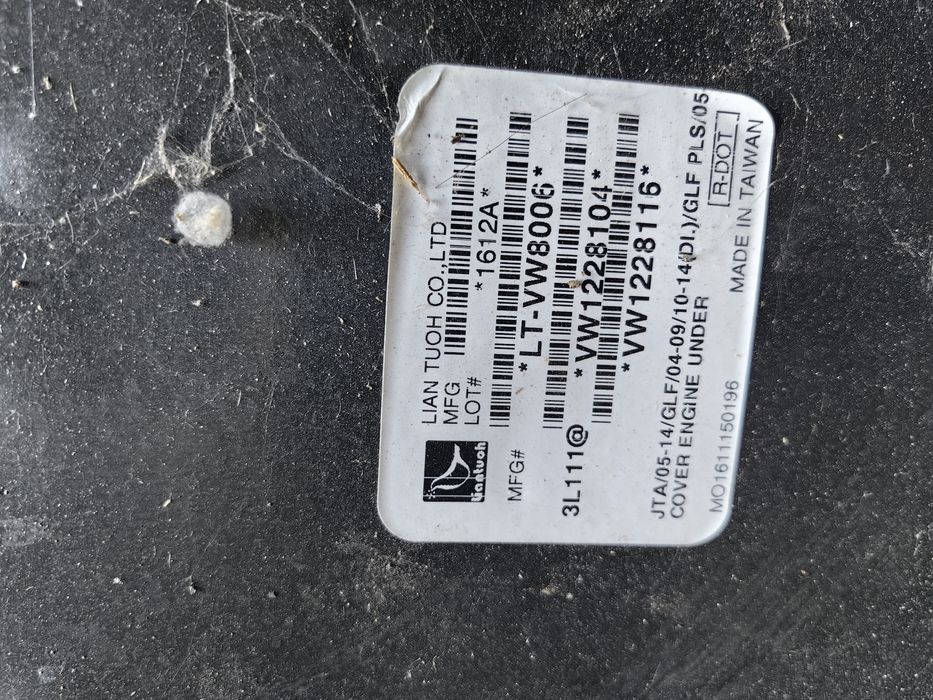 liantuoh
LIAN TUOH CO.,LTD
MFG
LOT#
*1612A*
MFG#
*LT-VW8006*
3L111@
*VW1228104*
*VW1228116*
JTA/05-14/GLF/04-09/10-14(DI.)/GLF PLS/05
COVER ENGINE UNDER
R-DOT
MO1611150196
MADE IN TAIWAN